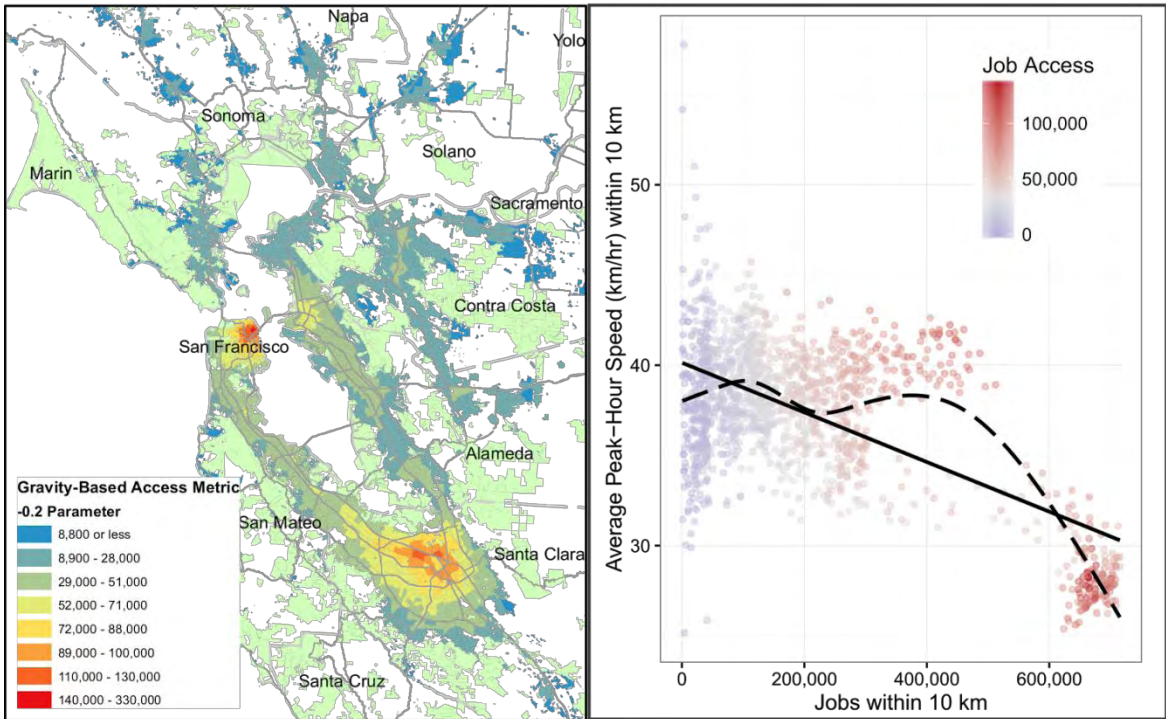 Napa
Yolo
Sonoma
Solano
Marin
Sacramento
Contra Costa
San Francisco
Alameda
San Mateo
Santa Clara
Santa Cruz
Gravity-Based Access Metric
-0.2 Parameter
8,800 or less
8,900 - 28,000
29,000 - 51,000
52,000 - 71,000
72,000 - 88,000
89,000 - 100,000
110,000 - 130,000
140,000 - 330,000
Average Peak−Hour Speed (km/hr) within 10 km
50
40
30
Job Access
100,000
50,000
0
0
200,000
400,000
600,000
Jobs within 10 km